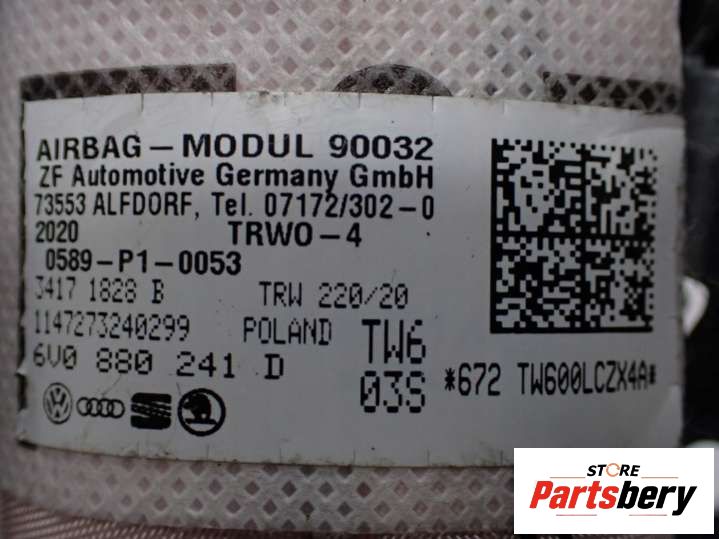 AIRBAG – MODUL 90032
ZF Automotive Germany GmbH
73553 ALFDORF, Tel. 07172/302-0
2020 TRWO-4
0589-P1-0053
3417 1828 B TRW 220/20
1147273240299 POLAND TW6
6V0 880 241 D 03S *672 TW600LCZX4A*
STORE
Partsbery